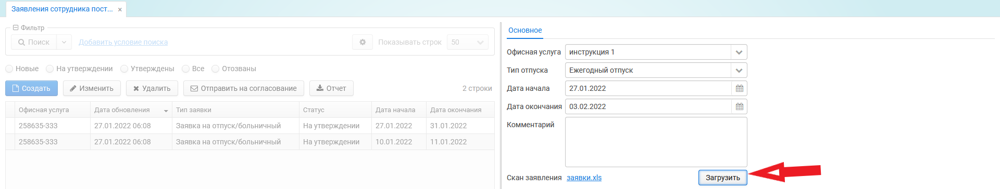 Заявления сотрудника пост... ×
Фильтр
Поиск Добавить условие поиска Показывать строк 50
Новые На утверждении Утверждены Все Отозваны
Создать Изменить Удалить Отправить на согласование Отчет 2 строки
Офисная услуга Дата обновления Тип заявки Статус Дата начала Дата окончания
258635-333 27.01.2022 06:08 Заявка на отпуск/больничный На утверждении 27.01.2022 31.01.2022
258635-333 27.01.2022 06:08 Заявка на отпуск/больничный На утверждении 10.01.2022 11.01.2022
Основное
Офисная услуга инструкция 1
Тип отпуска Ежегодный отпуск
Дата начала 27.01.2022
Дата окончания 03.02.2022
Комментарий
Скан заявления заявки.xls Загрузить